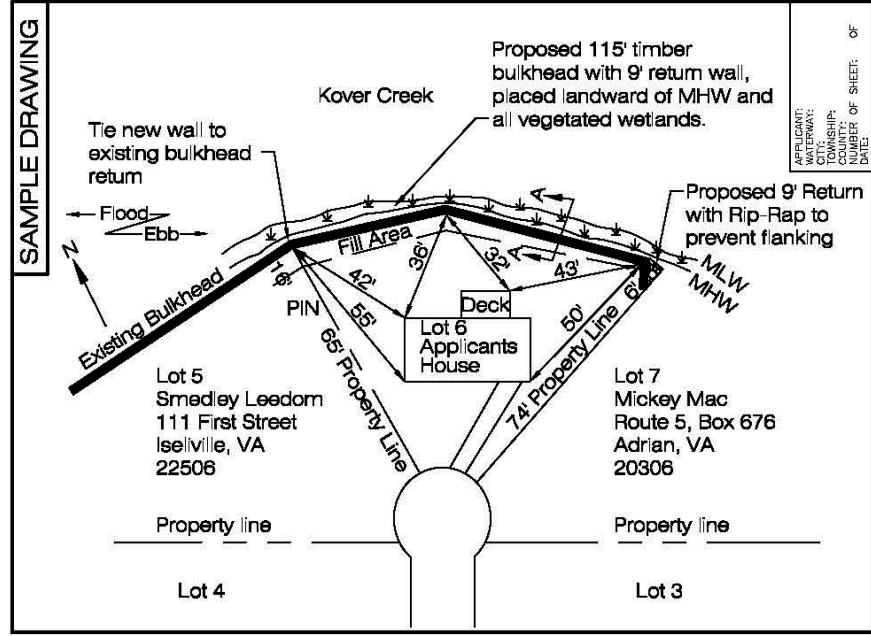 SAMPLE DRAWING
Kover Creek
Proposed 115' timber
bulkhead with 9' return wall,
placed landward of MHW and
all vegetated wetlands.
APPLICANT:
WATERWAY:
CITY:
TOWNSHIP:
COUNTY:
NUMBER OF SHEET: OF
DATE:
Tie new wall to
existing bulkhead
return
Flood
Ebb
N
A
A
Proposed 9' Return
with Rip-Rap to
prevent flanking
MLW
MHW
Fill Area
Existing Bulkhead
16'
42'
36'
32'
43'
6'
PIN
55'
50'
Deck
Lot 6
Applicants
House
65' Property Line
74' Property Line
Lot 5
Smedley Leedom
111 First Street
Iseliville, VA
22506
Lot 7
Mickey Mac
Route 5, Box 676
Adrian, VA
20306
Property line
Property line
Lot 4
Lot 3